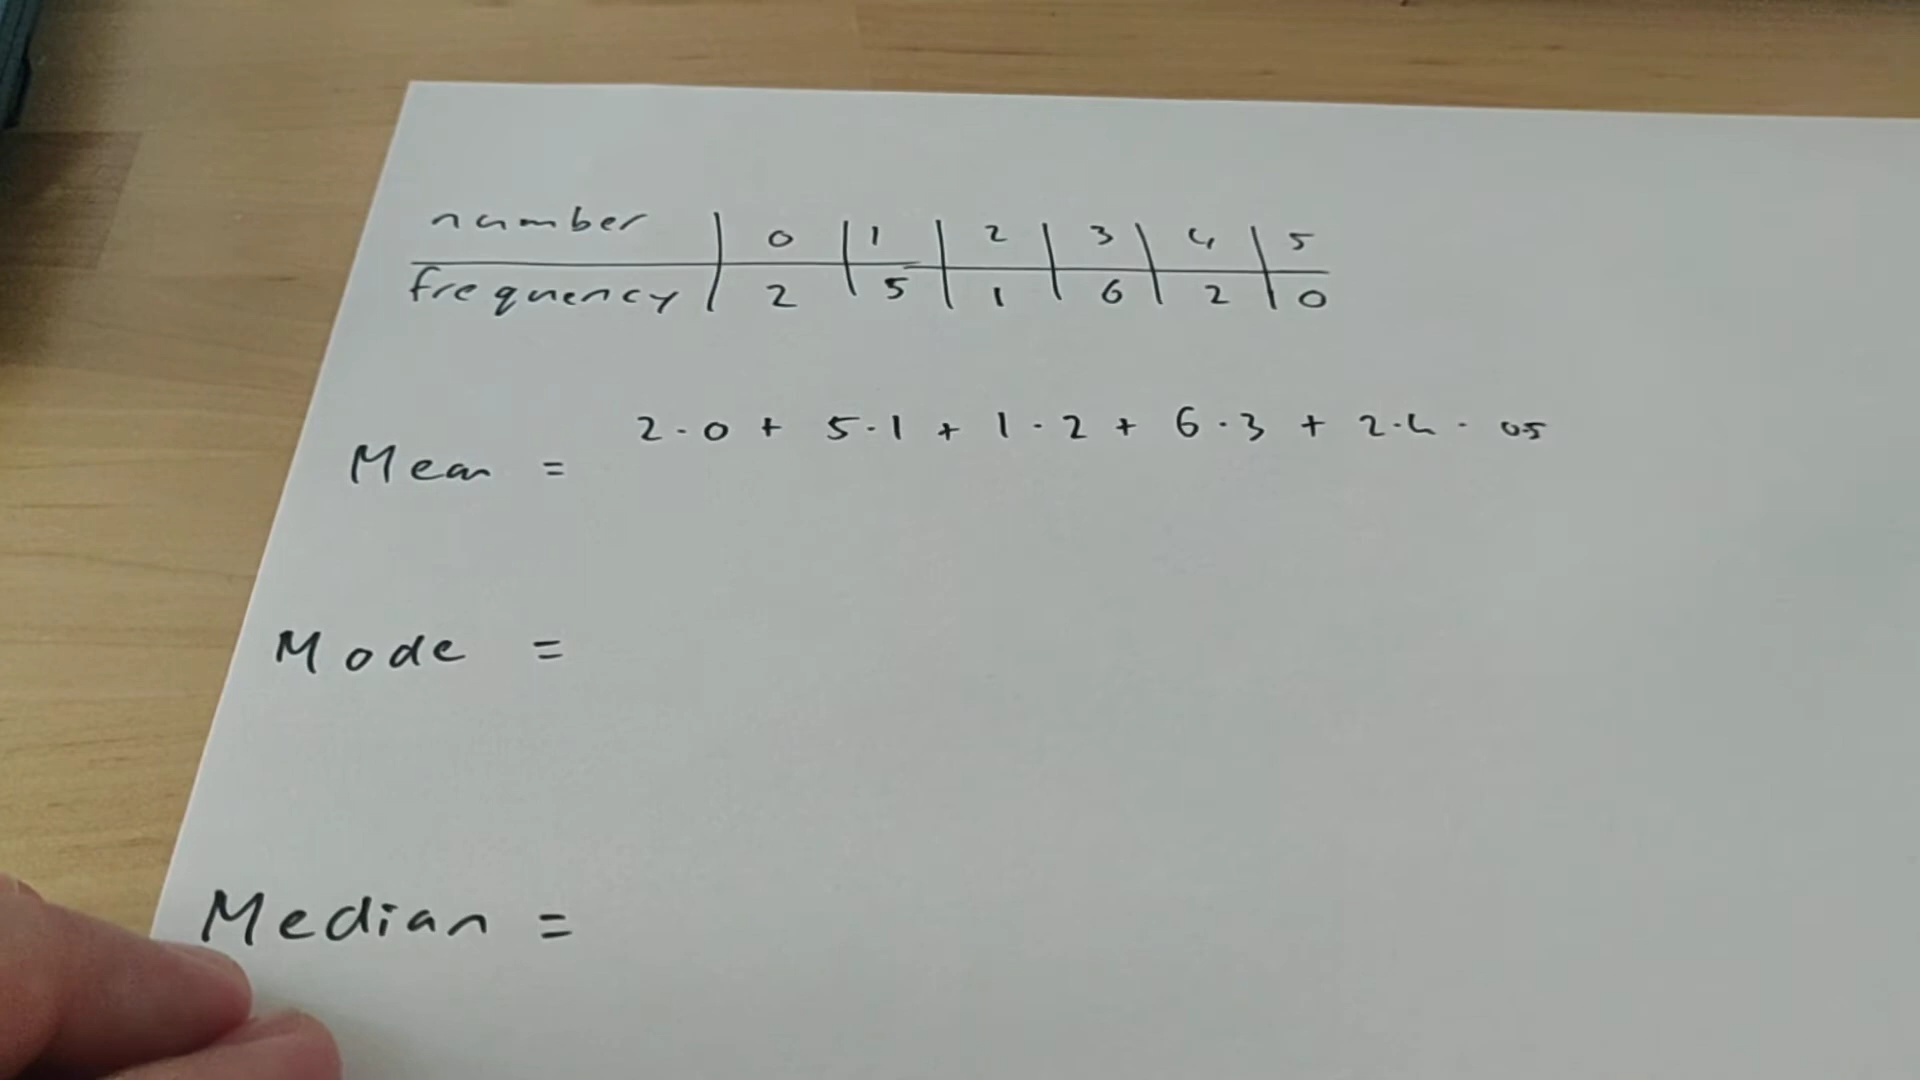 number | 0 | 1 | 2 | 3 | 4 | 5
frequency | 2 | 5 | 1 | 6 | 2 | 0
Mean = 2·0 + 5·1 + 1·2 + 6·3 + 2·4 · 05
Mode =
Median =